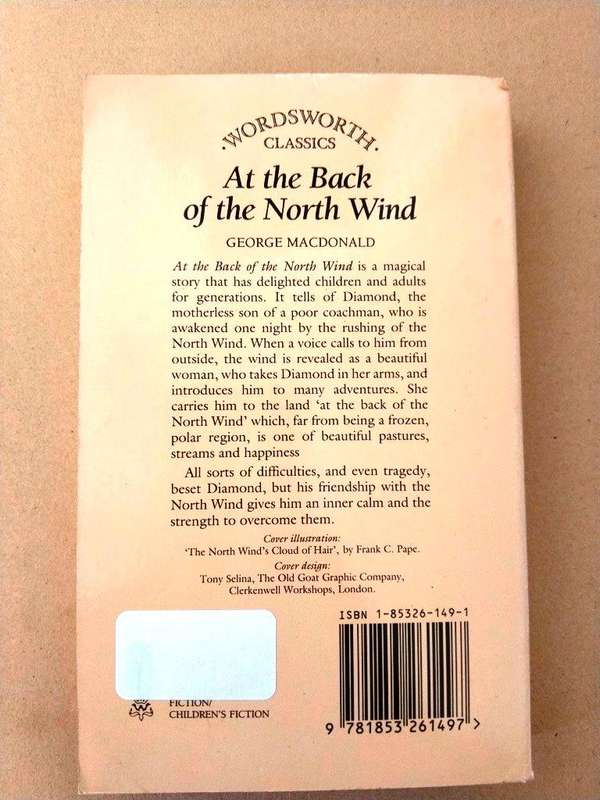 WORDSWORTH
CLASSICS
At the Back
of the North Wind
GEORGE MACDONALD
At the Back of the North Wind is a magical
story that has delighted children and adults
for generations. It tells of Diamond, the
motherless son of a poor coachman, who is
awakened one night by the rushing of the
North Wind. When a voice calls to him from
outside, the wind is revealed as a beautiful
woman, who takes Diamond in her arms, and
introduces him to many adventures. She
carries him to the land ‘at the back of the
North Wind’ which, far from being a frozen,
polar region, is one of beautiful pastures,
streams and happiness
All sorts of difficulties, and even tragedy,
beset Diamond, but his friendship with the
North Wind gives him an inner calm and the
strength to overcome them.
Cover illustration:
‘The North Wind’s Cloud of Hair’, by Frank C. Pape.
Cover design:
Tony Selina, The Old Goat Graphic Company,
Clerkenwell Workshops, London.
ISBN 1-85326-149-1
9 781853 261497 >
W
FICTION/
CHILDREN'S FICTION